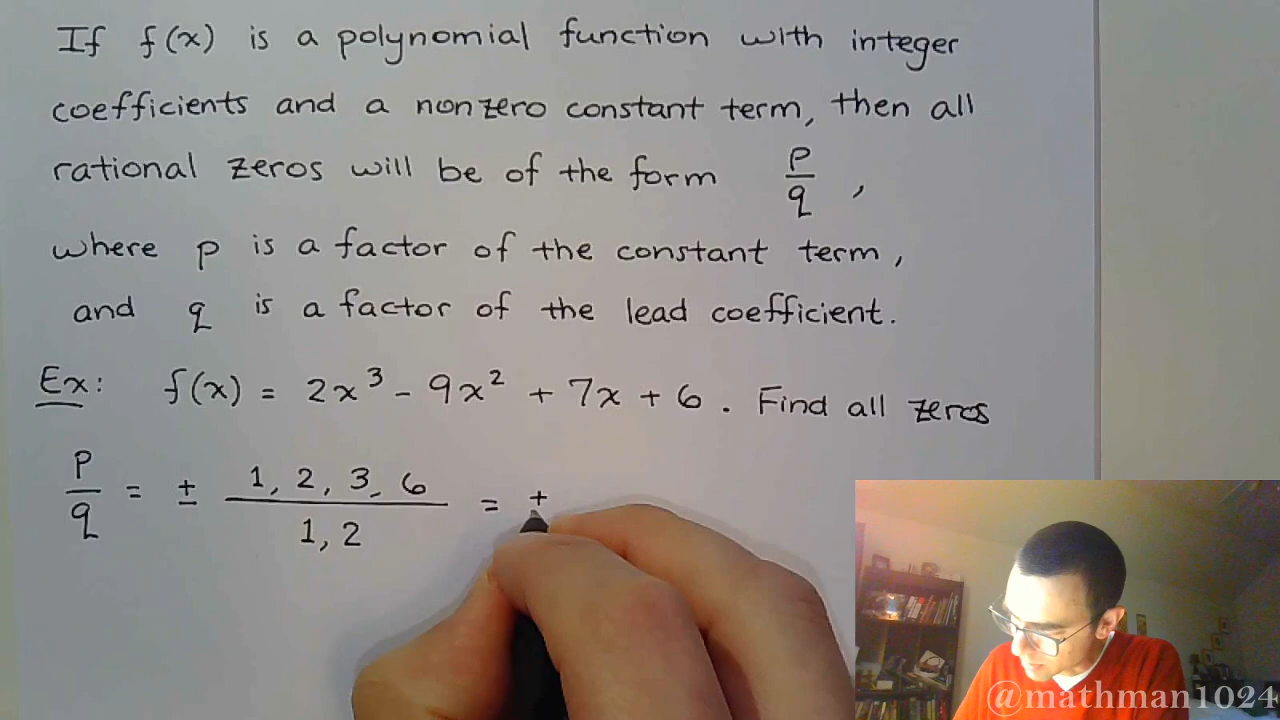 If f(x) is a polynomial function with integer
coefficients and a nonzero constant term, then all
rational zeros will be of the form p/q ,
where p is a factor of the constant term,
and q is a factor of the lead coefficient.
Ex: f(x) = 2x³ - 9x² + 7x + 6 . Find all zeros
p/q = ± 1, 2, 3, 6 / 1, 2 = +
@mathman1024